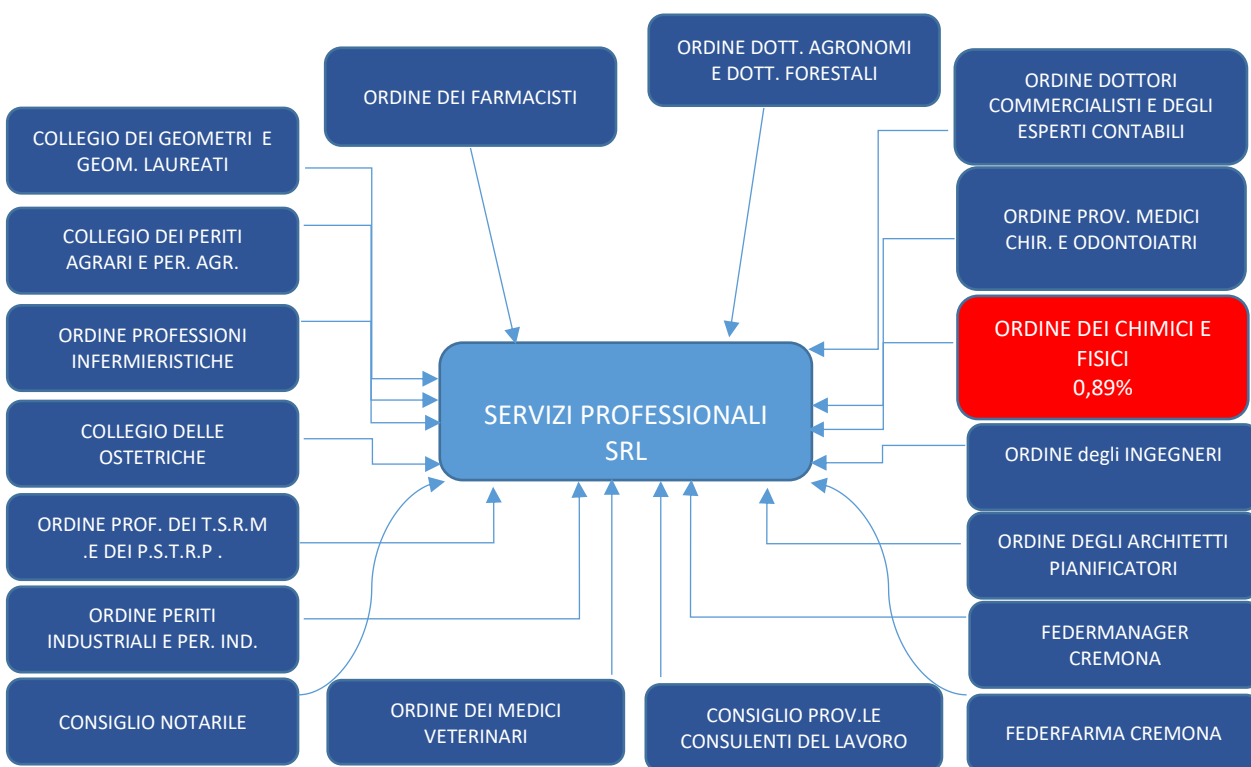 ORDINE DEI FARMACISTI
ORDINE DOTT. AGRONOMI
E DOTT. FORESTALI
ORDINE DOTTORI
COMMERCIALISTI E DEGLI
ESPERTI CONTABILI
COLLEGIO DEI GEOMETRI E
GEOM. LAUREATI
COLLEGIO DEI PERITI
AGRARI E PER. AGR.
ORDINE PROV. MEDICI
CHIR. E ODONTOIATRI
ORDINE PROFESSIONI
INFERMIERISTICHE
ORDINE DEI CHIMICI E
FISICI
0,89%
SERVIZI PROFESSIONALI
SRL
COLLEGIO DELLE
OSTETRICHE
ORDINE degli INGEGNERI
ORDINE PROF. DEI T.S.R.M
.E DEI P.S.T.R.P .
ORDINE DEGLI ARCHITETTI
PIANIFICATORI
ORDINE PERITI
INDUSTRIALI E PER. IND.
FEDERMANAGER
CREMONA
CONSIGLIO NOTARILE
ORDINE DEI MEDICI
VETERINARI
CONSIGLIO PROV.LE
CONSULENTI DEL LAVORO
FEDERFARMA CREMONA